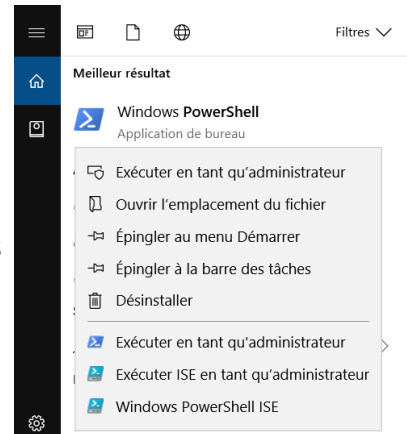 Filtres
Meilleur résultat
Windows PowerShell
Application de bureau
Exécuter en tant qu'administrateur
Ouvrir l'emplacement du fichier
Épingler au menu Démarrer
Épingler à la barre des tâches
Désinstaller
Exécuter en tant qu'administrateur
Exécuter ISE en tant qu'administrateur
Windows PowerShell ISE